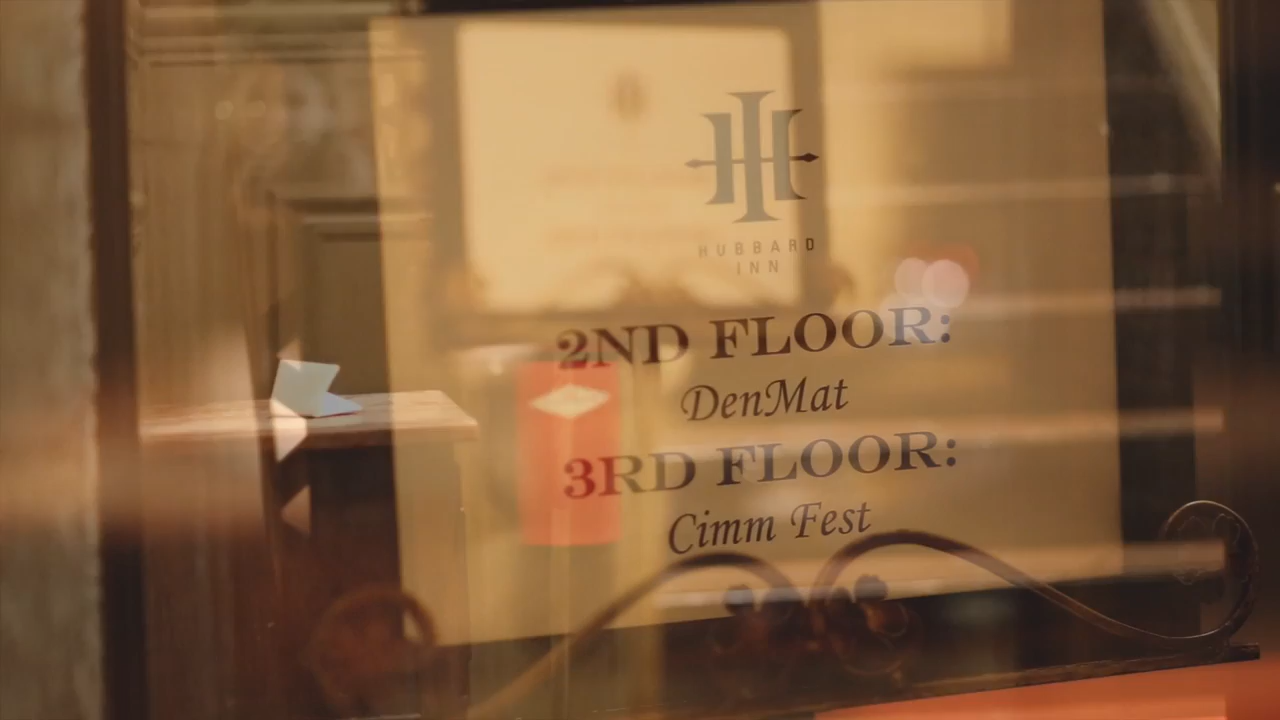 HUBBARD
INN
2ND FLOOR:
DenMat
3RD FLOOR:
Cimm Fest